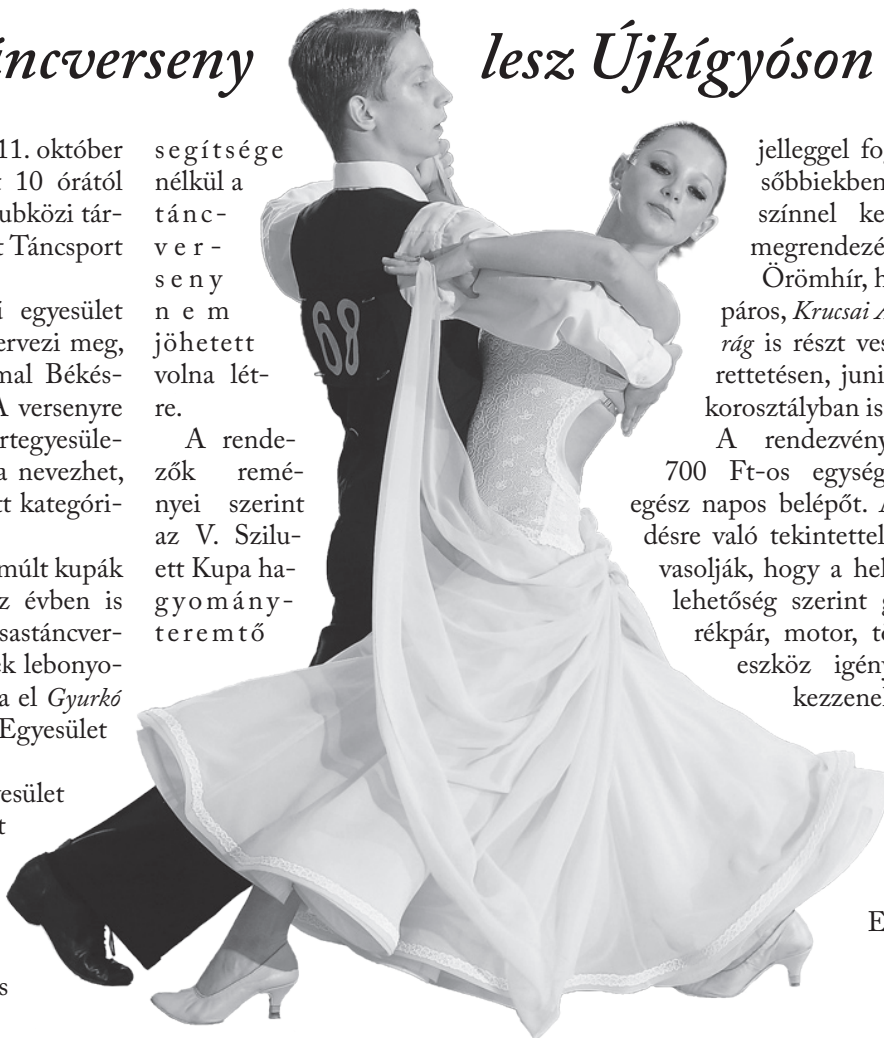 áncverseny lesz Újkígyóson
11. október
10 órától
ubközi tár-
t Táncsport
i egyesület
ervezi meg,
mal Békés-
A versenyre
rtegyesüle-
a nevezhet,
tt kategóri-
múlt kupák
z évben is
sastáncver-
ek lebonyo-
a el Gyurkó
Egyesület
esület
t
s
segítsége
nélkül a
tánc-
ver-
seny
nem
jöhetett
volna lét-
re.
A rende-
zők remé-
nyei szerint
az V. Szilu-
ett Kupa ha-
gyomány-
teremtő
68
jelleggel fog
sőbbiekben
színnel ke
megrendezé
Örömhír, h
páros, Krucsai A
rág is részt ves
rettetésen, juni
korosztályban is
A rendezvény
700 Ft-os egység
egész napos belépőt. A
désre való tekintettel
vasolják, hogy a hel
lehetőség szerint g
rékpár, motor, tö
eszköz igény
kezzenek
E